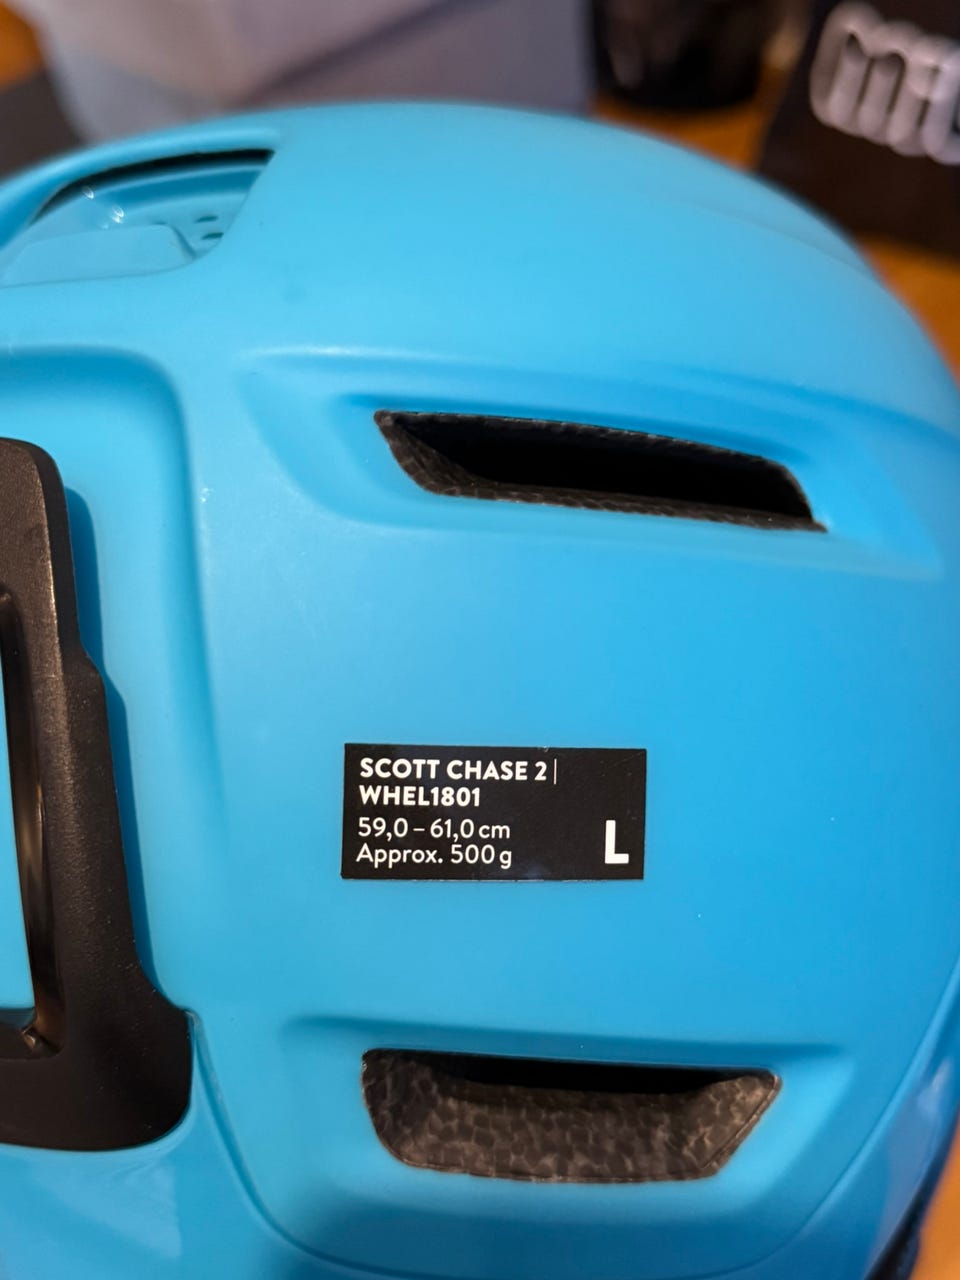 SCOTT CHASE 2|
WHEL1801
59,0 – 61,0 cm
Approx. 500 g
L